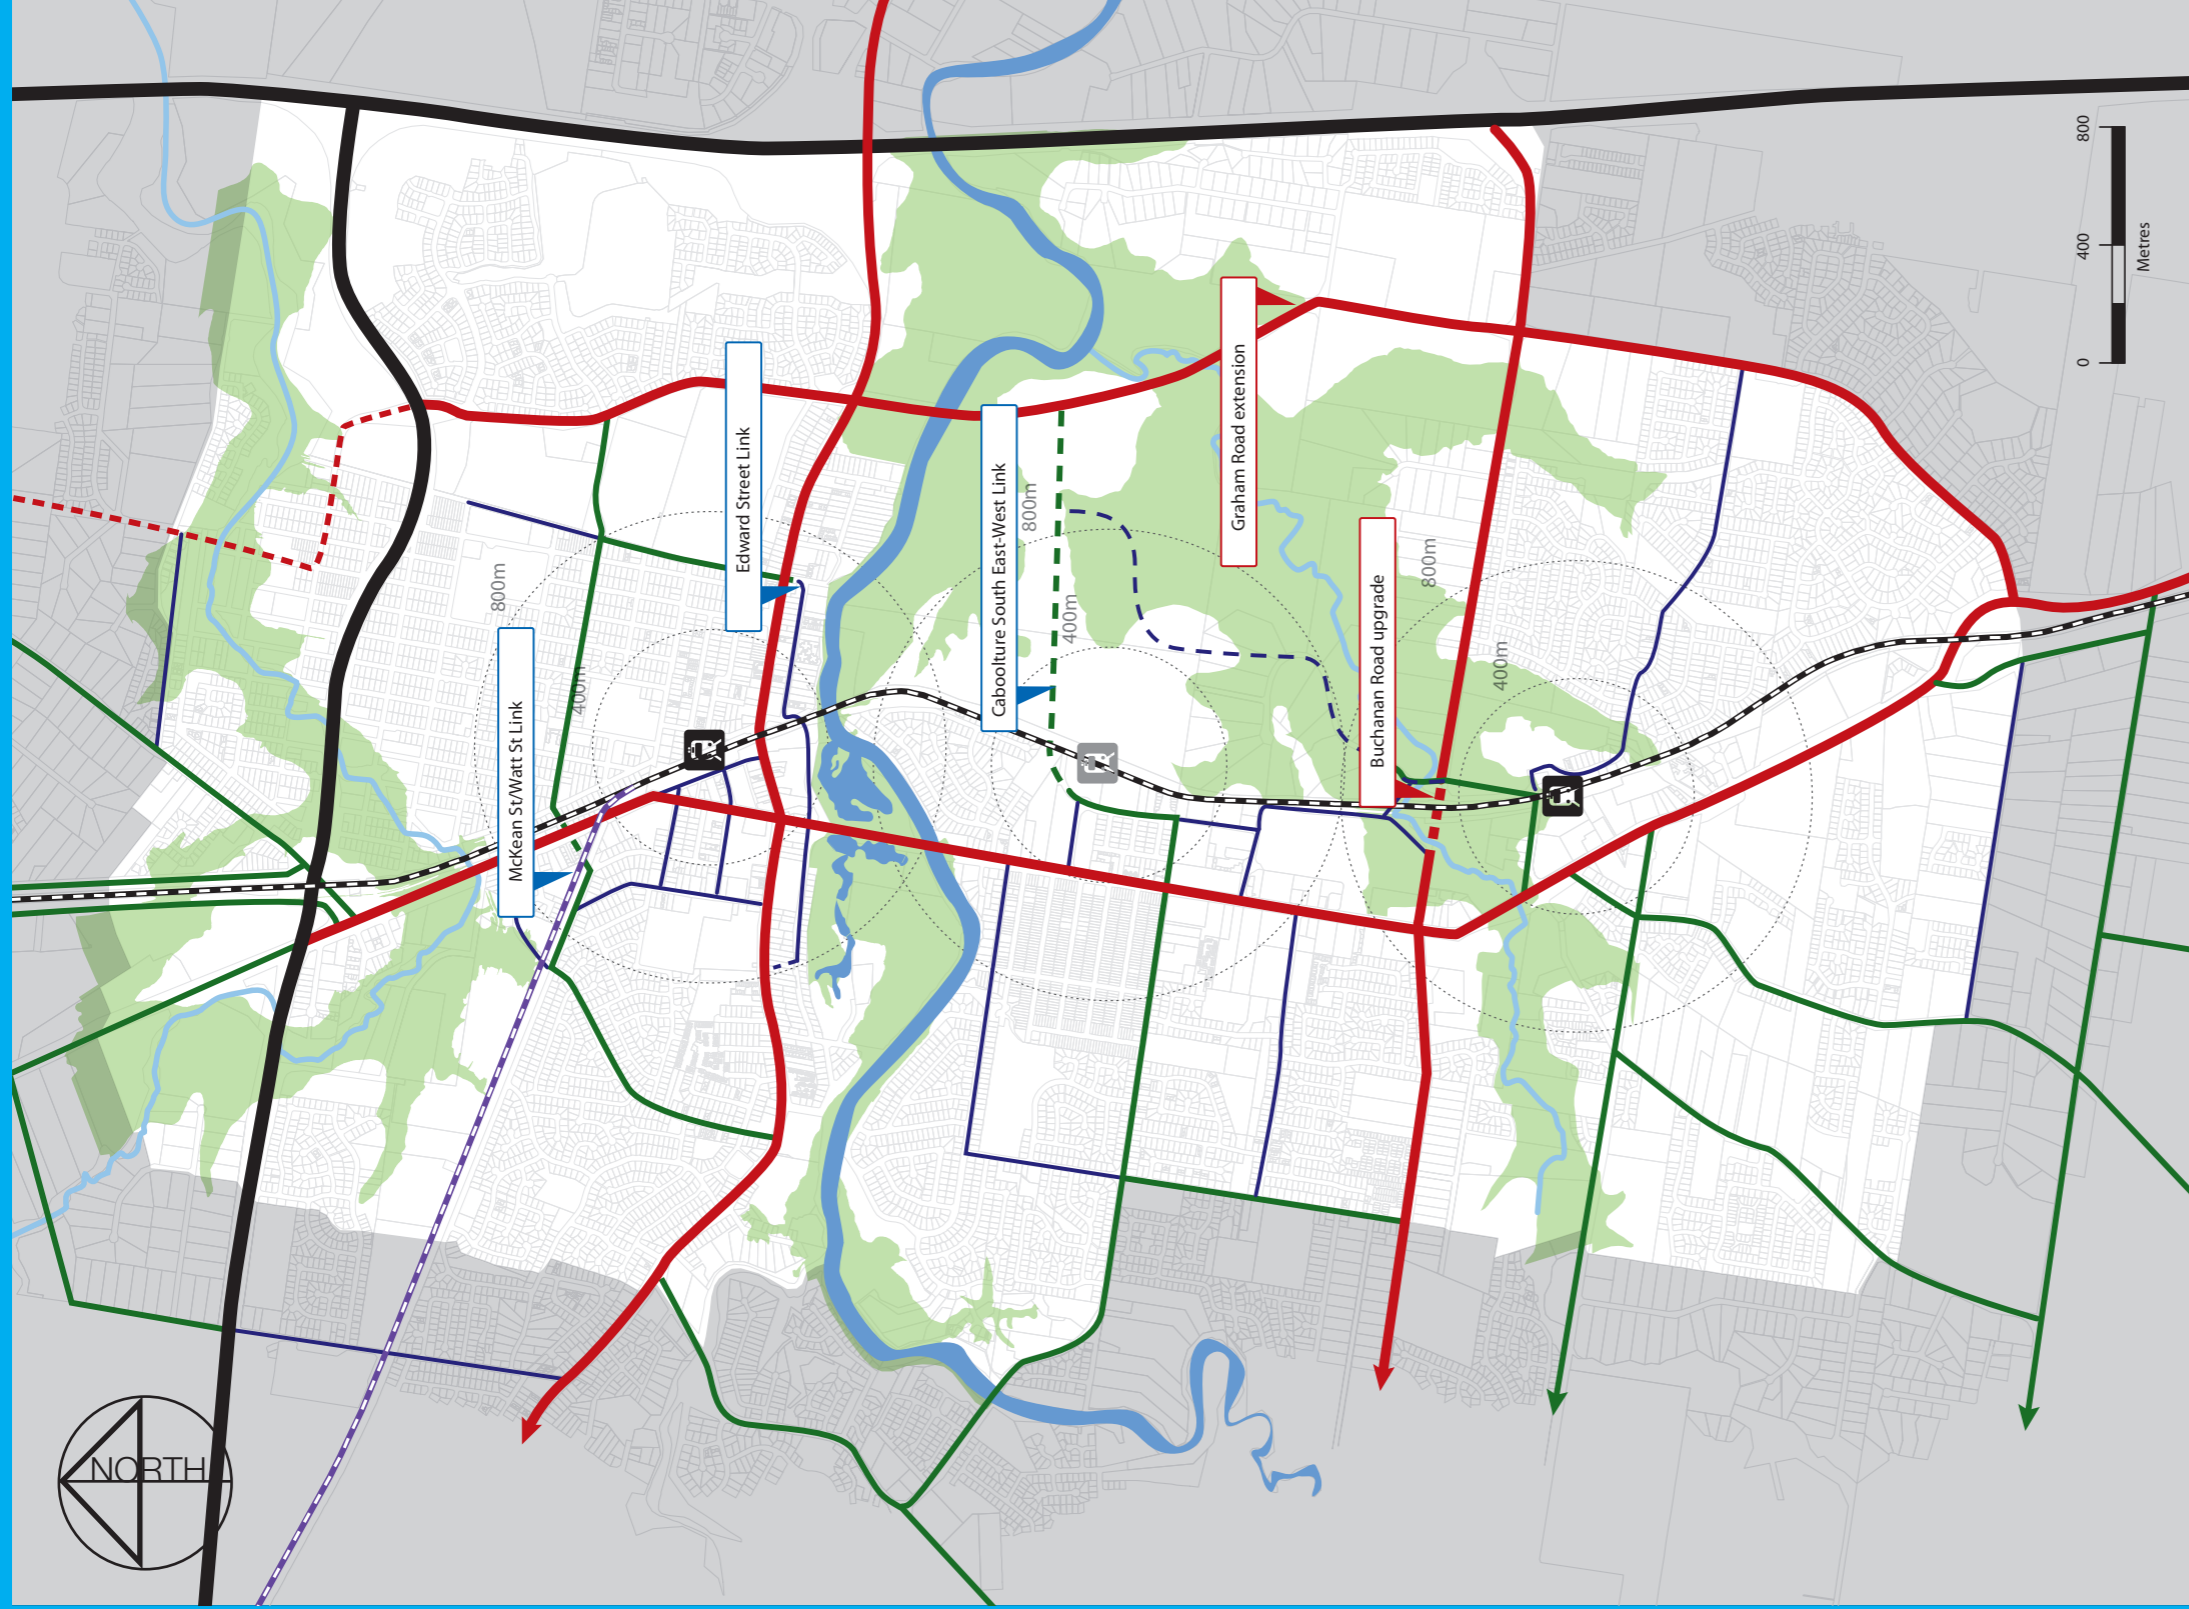 McKean St/Watt St Link
Edward Street Link
Caboolture South East-West Link
Graham Road extension
Buchanan Road upgrade
800m
400m
800m
400m
800m
400m
NORTH
0 400 800
Metres